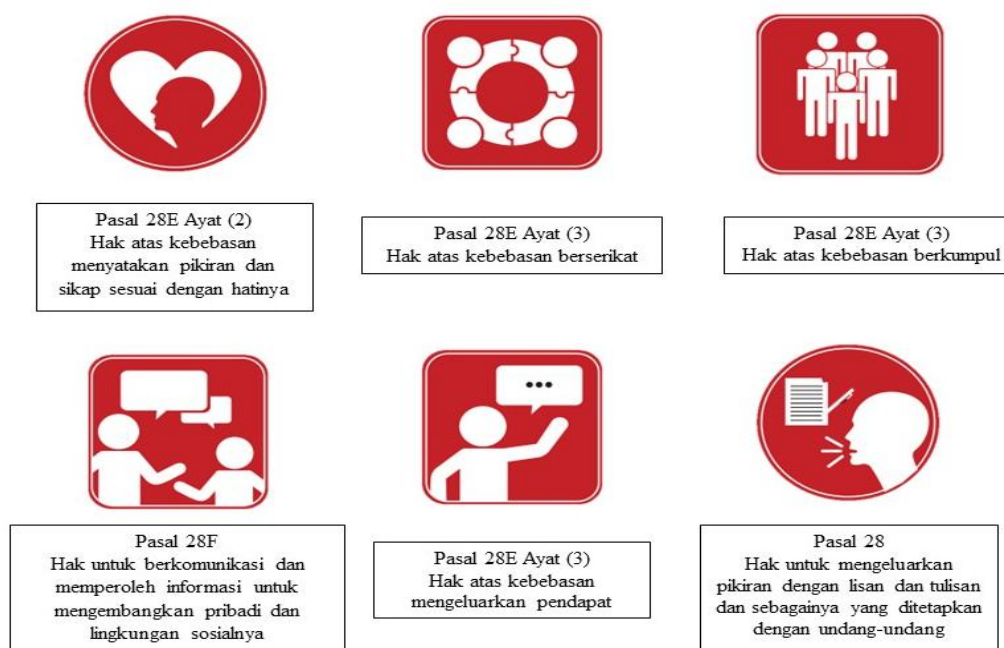 Pasal 28E Ayat (2)
Hak atas kebebasan
menyatakan pikiran dan
sikap sesuai dengan hatinya
Pasal 28E Ayat (3)
Hak atas kebebasan berserikat
Pasal 28E Ayat (3)
Hak atas kebebasan berkumpul
Pasal 28F
Hak untuk berkomunikasi dan
memperoleh informasi untuk
mengembangkan pribadi dan
lingkungan sosialnya
Pasal 28E Ayat (3)
Hak atas kebebasan
mengeluarkan pendapat
Pasal 28
Hak untuk mengeluarkan
pikiran dengan lisan dan tulisan
dan sebagainya yang ditetapkan
dengan undang-undang